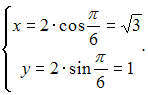 x = 2 · cos π/6 = √3
y = 2 · sin π/6 = 1 .